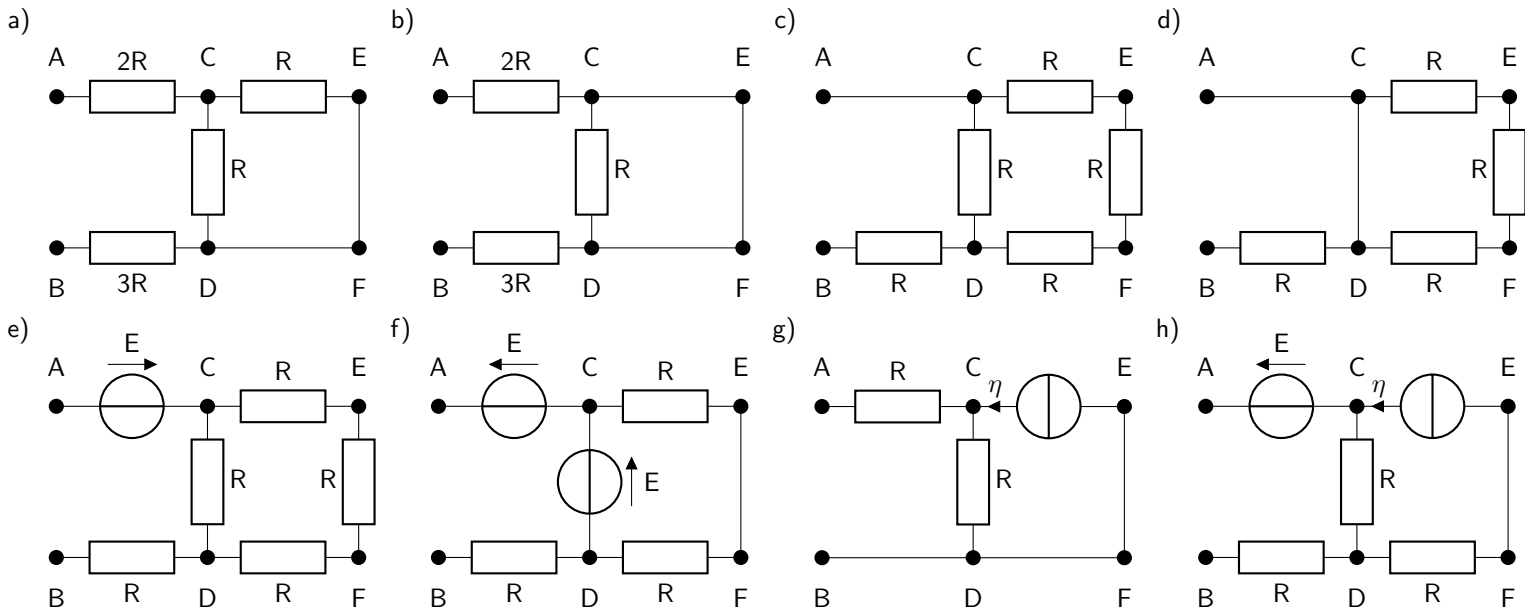 a) b) c) d)
A 2R C R E A 2R C E A C R E A C R E
R R R R R
B 3R D F B 3R D F B R D R F B R D R F
e) f) g) h)
A E C R E A E C R E A R C η E A E C η E
R R E R R
B R D R F B R D R F B D F B R D R F